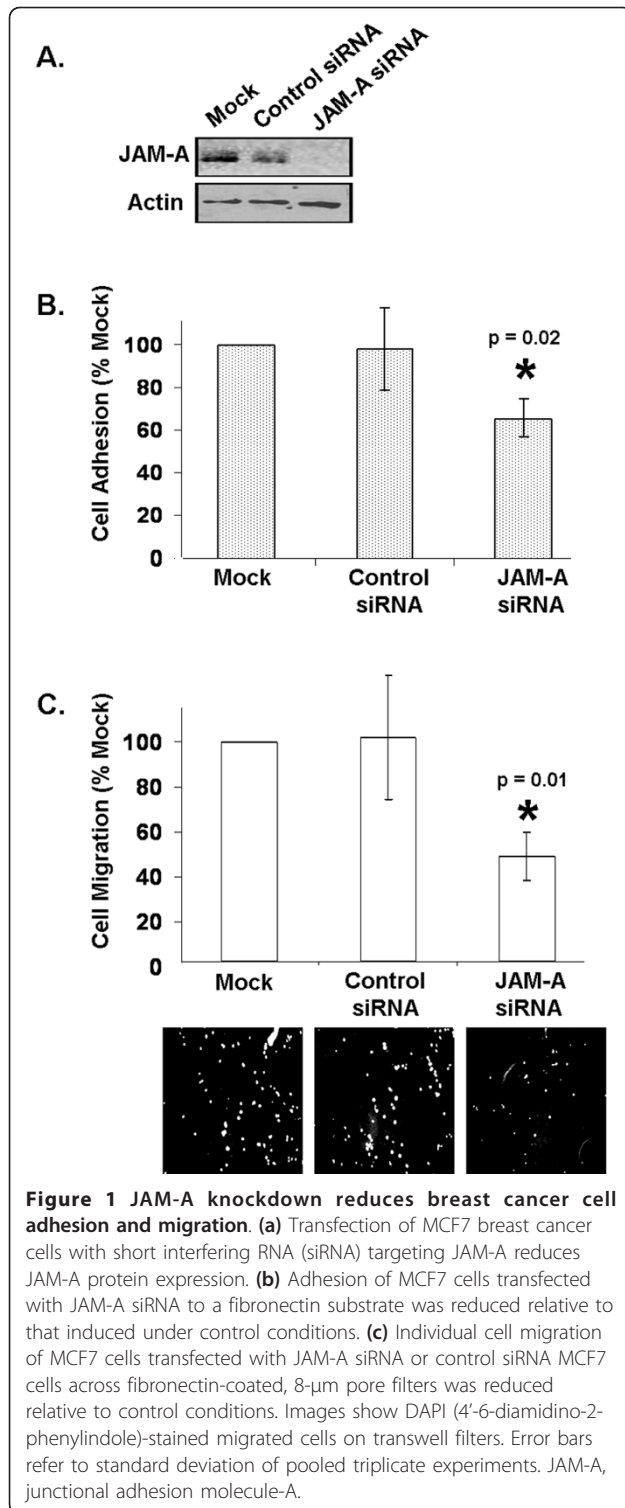 A.
Mock
Control siRNA
JAM-A siRNA
JAM-A
Actin
B.
Cell Adhesion (% Mock)
100
80
60
40
20
0
p = 0.02
*
Mock
Control
siRNA
JAM-A
siRNA
C.
Cell Migration (% Mock)
100
80
60
40
20
0
p = 0.01
*
Mock
Control
siRNA
JAM-A
siRNA
Figure 1 JAM-A knockdown reduces breast cancer cell
adhesion and migration. (a) Transfection of MCF7 breast cancer
cells with short interfering RNA (siRNA) targeting JAM-A reduces
JAM-A protein expression. (b) Adhesion of MCF7 cells transfected
with JAM-A siRNA to a fibronectin substrate was reduced relative to
that induced under control conditions. (c) Individual cell migration
of MCF7 cells transfected with JAM-A siRNA or control siRNA MCF7
cells across fibronectin-coated, 8-μm pore filters was reduced
relative to control conditions. Images show DAPI (4′-6-diamidino-2-
phenylindole)-stained migrated cells on transwell filters. Error bars
refer to standard deviation of pooled triplicate experiments. JAM-A,
junctional adhesion molecule-A.